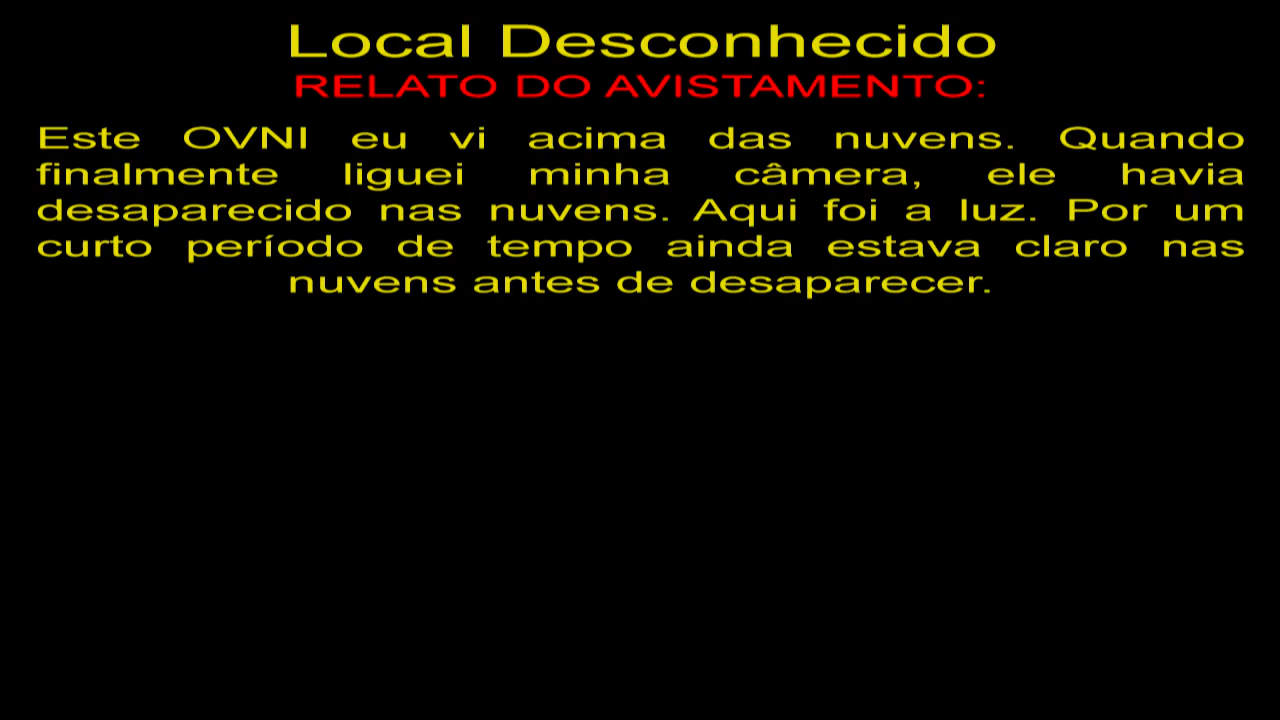 Local Desconhecido
RELATO DO AVISTAMENTO:
Este OVNI eu vi acima das nuvens. Quando
finalmente liguei minha câmera, ele havia
desaparecido nas nuvens. Aqui foi a luz. Por um
curto período de tempo ainda estava claro nas
nuvens antes de desaparecer.